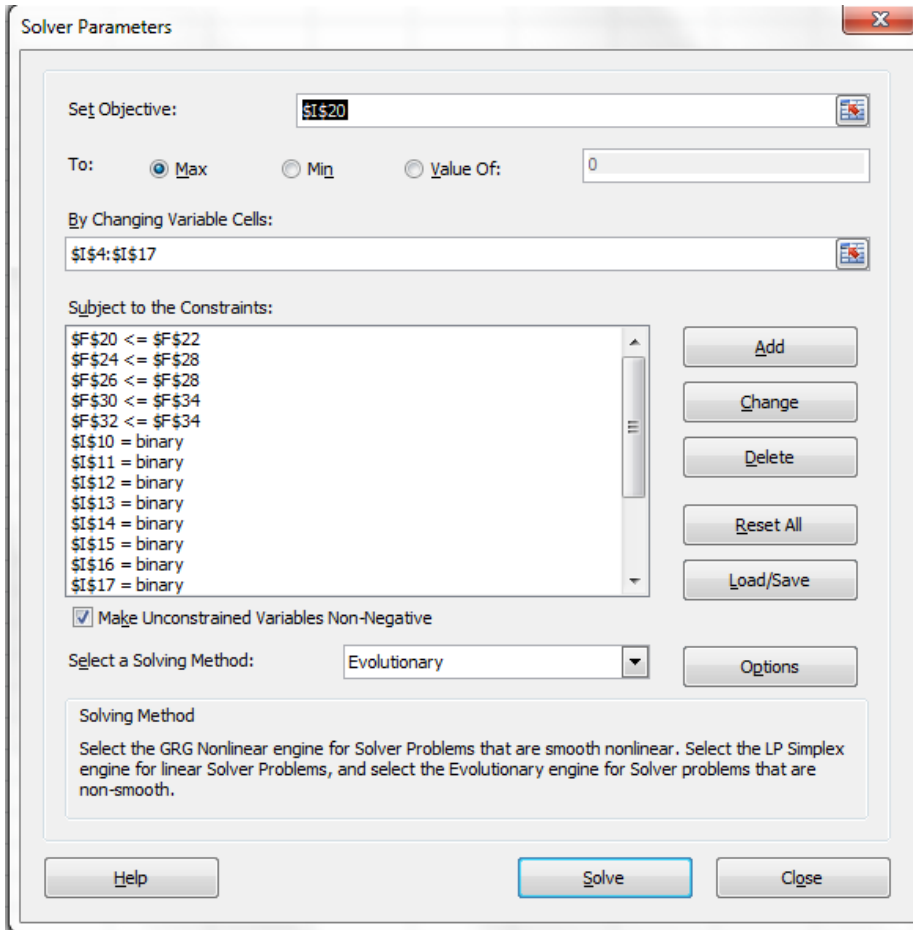 Solver Parameters
Set Objective:
$I$20
To:
Max
Min
Value Of:
0
By Changing Variable Cells:
$I$4:$I$17
Subject to the Constraints:
$F$20 <= $F$22
$F$24 <= $F$28
$F$26 <= $F$28
$F$30 <= $F$34
$F$32 <= $F$34
$I$10 = binary
$I$11 = binary
$I$12 = binary
$I$13 = binary
$I$14 = binary
$I$15 = binary
$I$16 = binary
$I$17 = binary
Add
Change
Delete
Reset All
Load/Save
Make Unconstrained Variables Non-Negative
Select a Solving Method:
Evolutionary
Options
Solving Method
Select the GRG Nonlinear engine for Solver Problems that are smooth nonlinear. Select the LP Simplex
engine for linear Solver Problems, and select the Evolutionary engine for Solver problems that are
non-smooth.
Help
Solve
Close